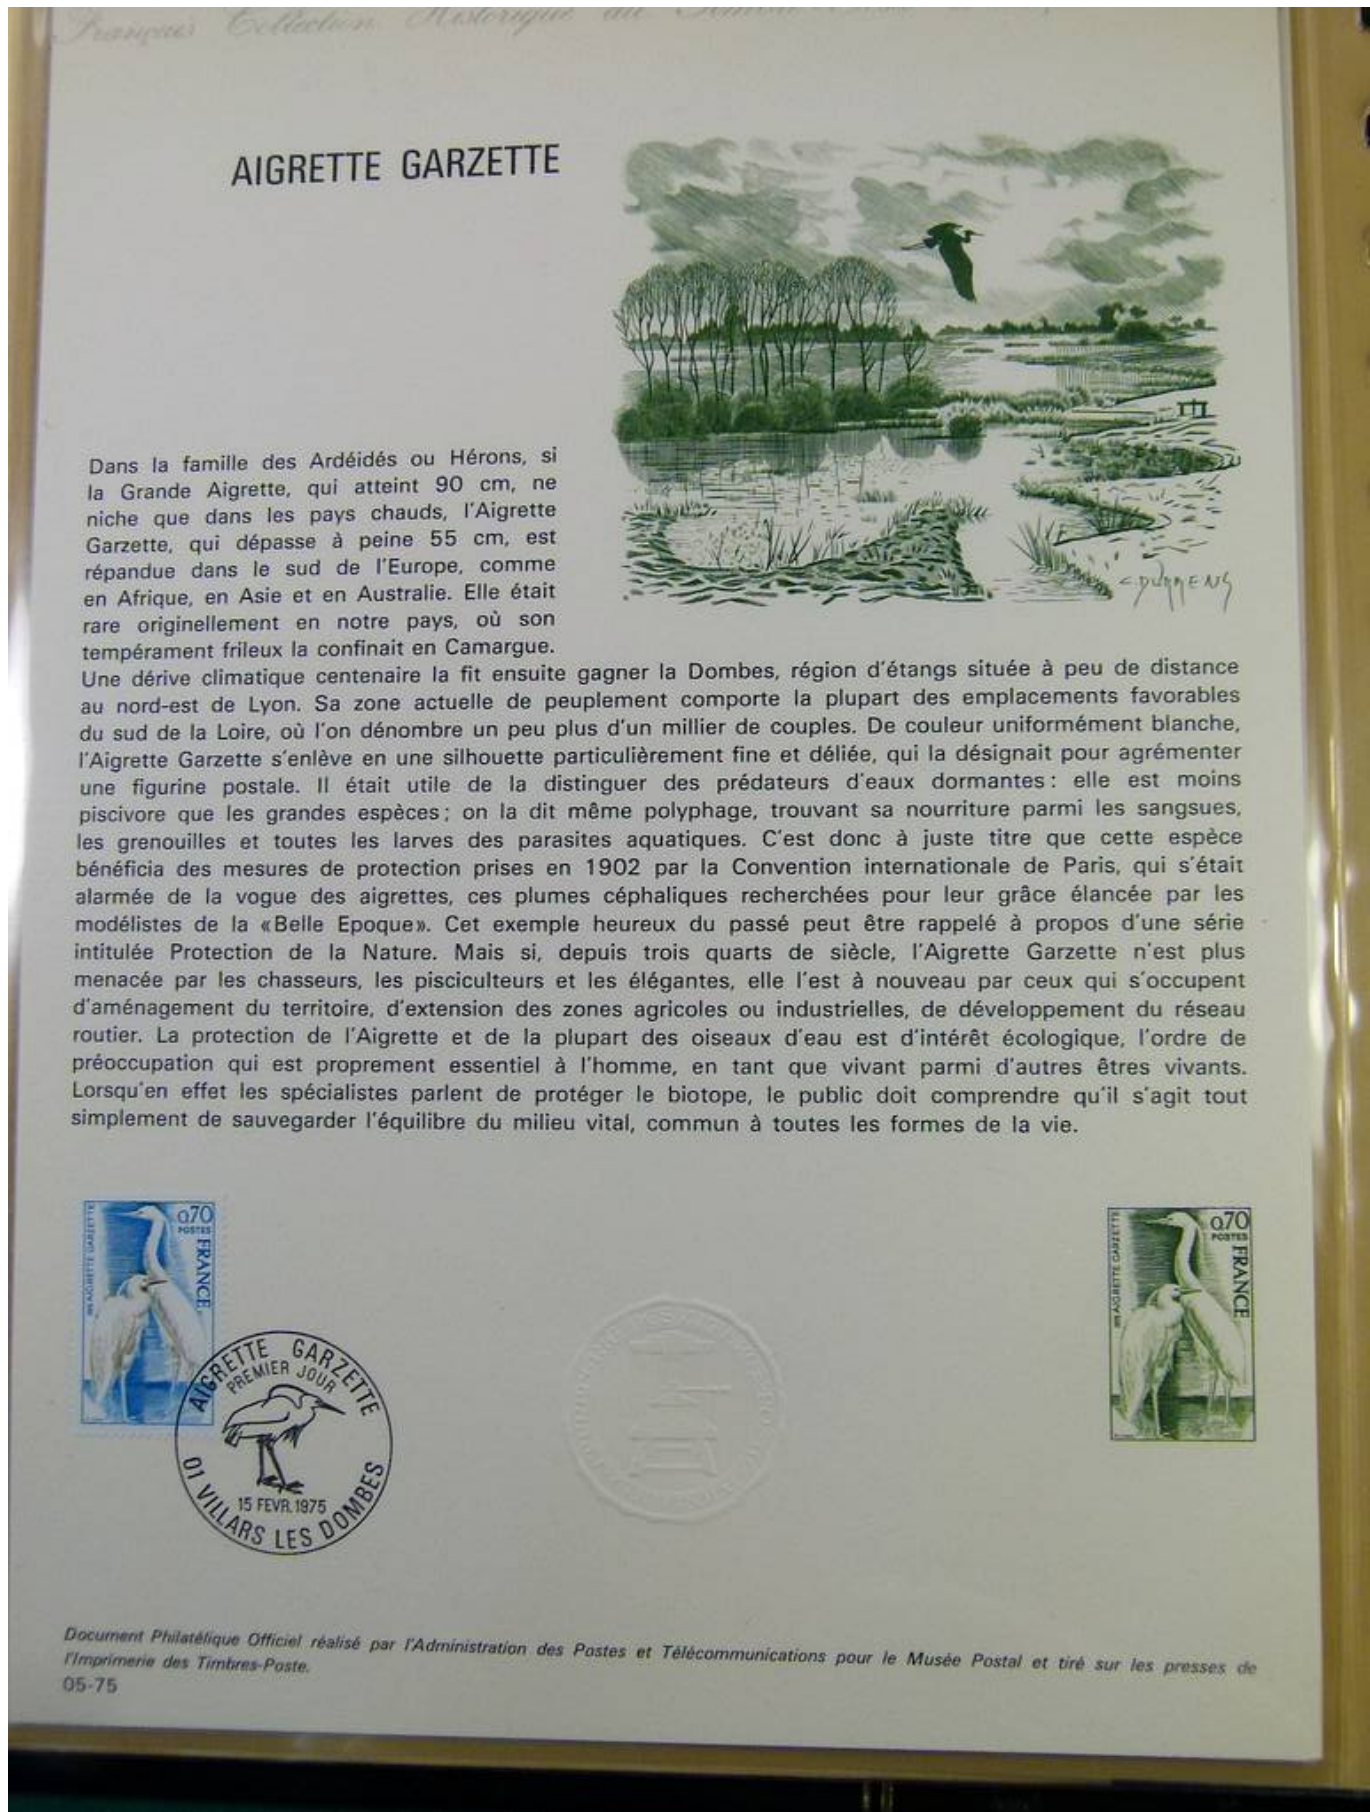 Français Collection Historique du
AIGRETTE GARZETTE
Dans la famille des Ardéidés ou Hérons, si
la Grande Aigrette, qui atteint 90 cm, ne
niche que dans les pays chauds, l'Aigrette
Garzette, qui dépasse à peine 55 cm, est
répandue dans le sud de l'Europe, comme
en Afrique, en Asie et en Australie. Elle était
rare originellement en notre pays, où son
tempérament frileux la confinait en Camargue.
Une dérive climatique centenaire la fit ensuite gagner la Dombes, région d'étangs située à peu de distance
au nord-est de Lyon. Sa zone actuelle de peuplement comporte la plupart des emplacements favorables
du sud de la Loire, où l'on dénombre un peu plus d'un millier de couples. De couleur uniformément blanche,
l'Aigrette Garzette s'enlève en une silhouette particulièrement fine et déliée, qui la désignait pour agrémenter
une figurine postale. Il était utile de la distinguer des prédateurs d'eaux dormantes : elle est moins
piscivore que les grandes espèces ; on la dit même polyphage, trouvant sa nourriture parmi les sangsues,
les grenouilles et toutes les larves des parasites aquatiques. C'est donc à juste titre que cette espèce
bénéficia des mesures de protection prises en 1902 par la Convention internationale de Paris, qui s'était
alarmée de la vogue des aigrettes, ces plumes céphaliques recherchées pour leur grâce élancée par les
modélistes de la «Belle Epoque». Cet exemple heureux du passé peut être rappelé à propos d'une série
intitulée Protection de la Nature. Mais si, depuis trois quarts de siècle, l'Aigrette Garzette n'est plus
menacée par les chasseurs, les pisciculteurs et les élégantes, elle l'est à nouveau par ceux qui s'occupent
d'aménagement du territoire, d'extension des zones agricoles ou industrielles, de développement du réseau
routier. La protection de l'Aigrette et de la plupart des oiseaux d'eau est d'intérêt écologique, l'ordre de
préoccupation qui est proprement essentiel à l'homme, en tant que vivant parmi d'autres êtres vivants.
Lorsqu'en effet les spécialistes parlent de protéger le biotope, le public doit comprendre qu'il s'agit tout
simplement de sauvegarder l'équilibre du milieu vital, commun à toutes les formes de la vie.
0,70
POSTES
FRANCE
AIGRETTE GARZETTE
0,70
POSTES
FRANCE
AIGRETTE GARZETTE
AIGRETTE GARZETTE
PREMIER JOUR
15 FEVR. 1975
01 VILLARS LES DOMBES
Document Philatélique Officiel réalisé par l'Administration des Postes et Télécommunications pour le Musée Postal et tiré sur les presses de
l'Imprimerie des Timbres-Poste.
05-75